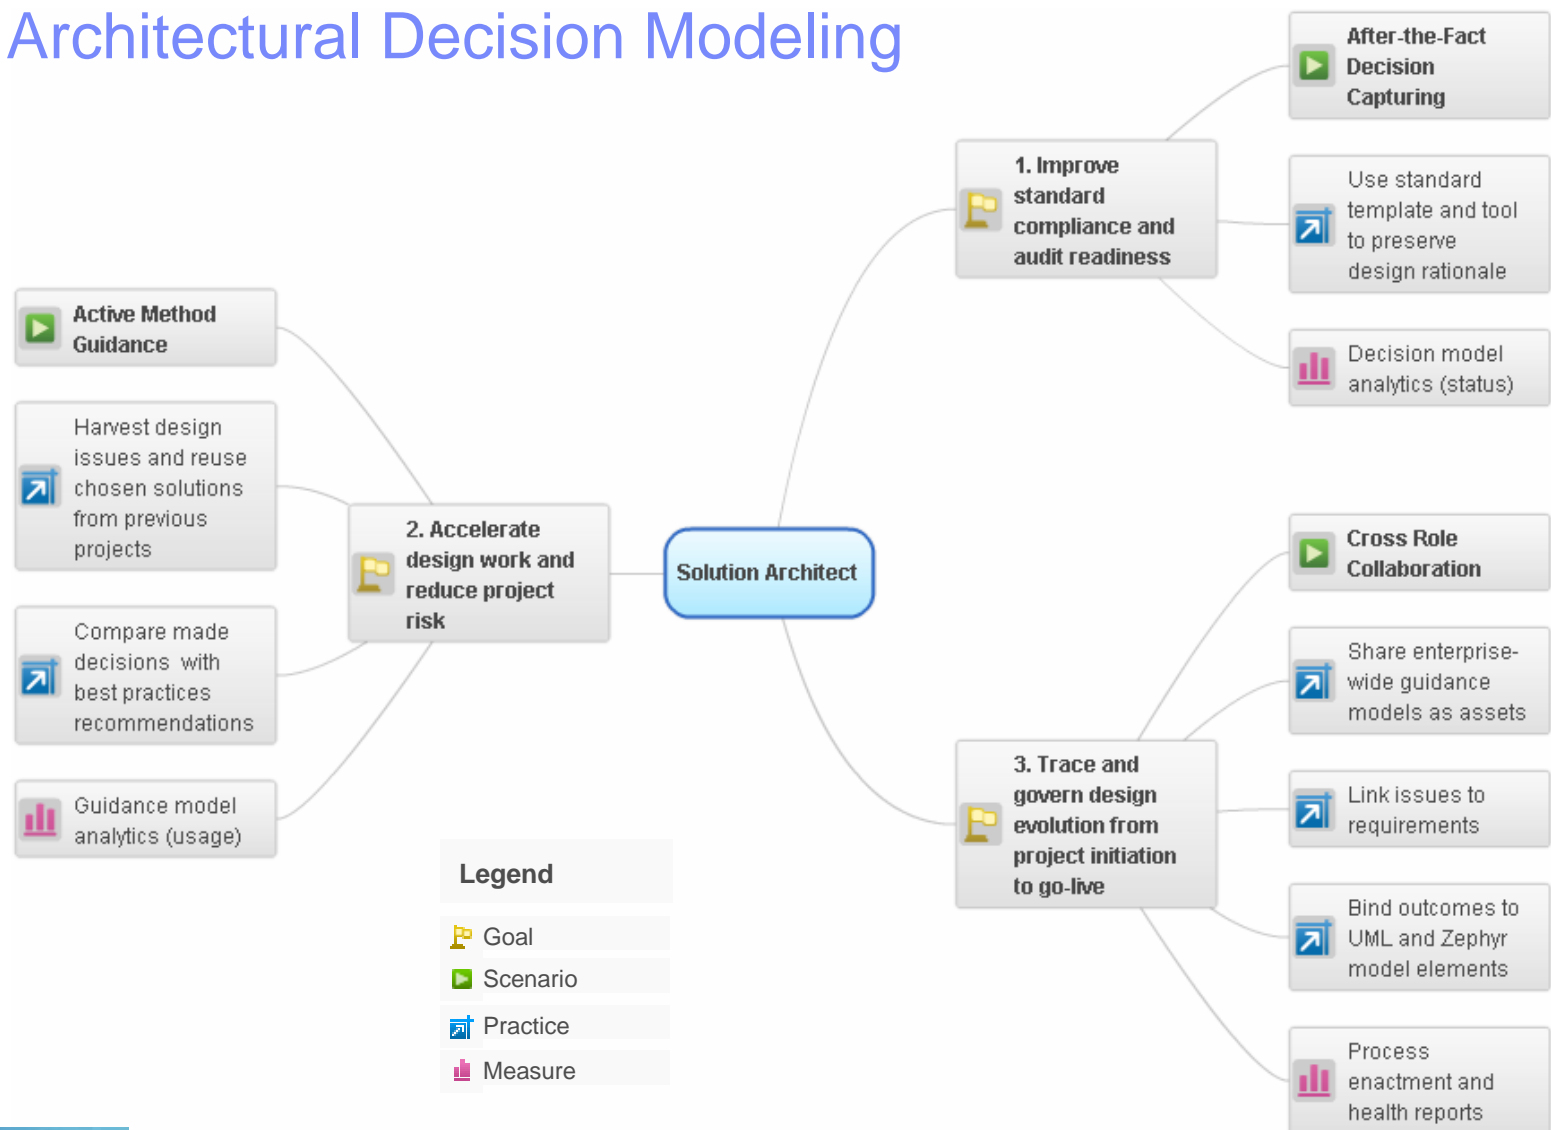 Architectural Decision Modeling
After-the-Fact
Decision
Capturing
1. Improve
standard
compliance and
audit readiness
Use standard
template and tool
to preserve
design rationale
Decision model
analytics (status)
Active Method
Guidance
Harvest design
issues and reuse
chosen solutions
from previous
projects
2. Accelerate
design work and
reduce project
risk
Compare made
decisions with
best practices
recommendations
Guidance model
analytics (usage)
Solution Architect
Cross Role
Collaboration
Share enterprise-
wide guidance
models as assets
3. Trace and
govern design
evolution from
project initiation
to go-live
Link issues to
requirements
Bind outcomes to
UML and Zephyr
model elements
Process
enactment and
health reports
Legend
Goal
Scenario
Practice
Measure